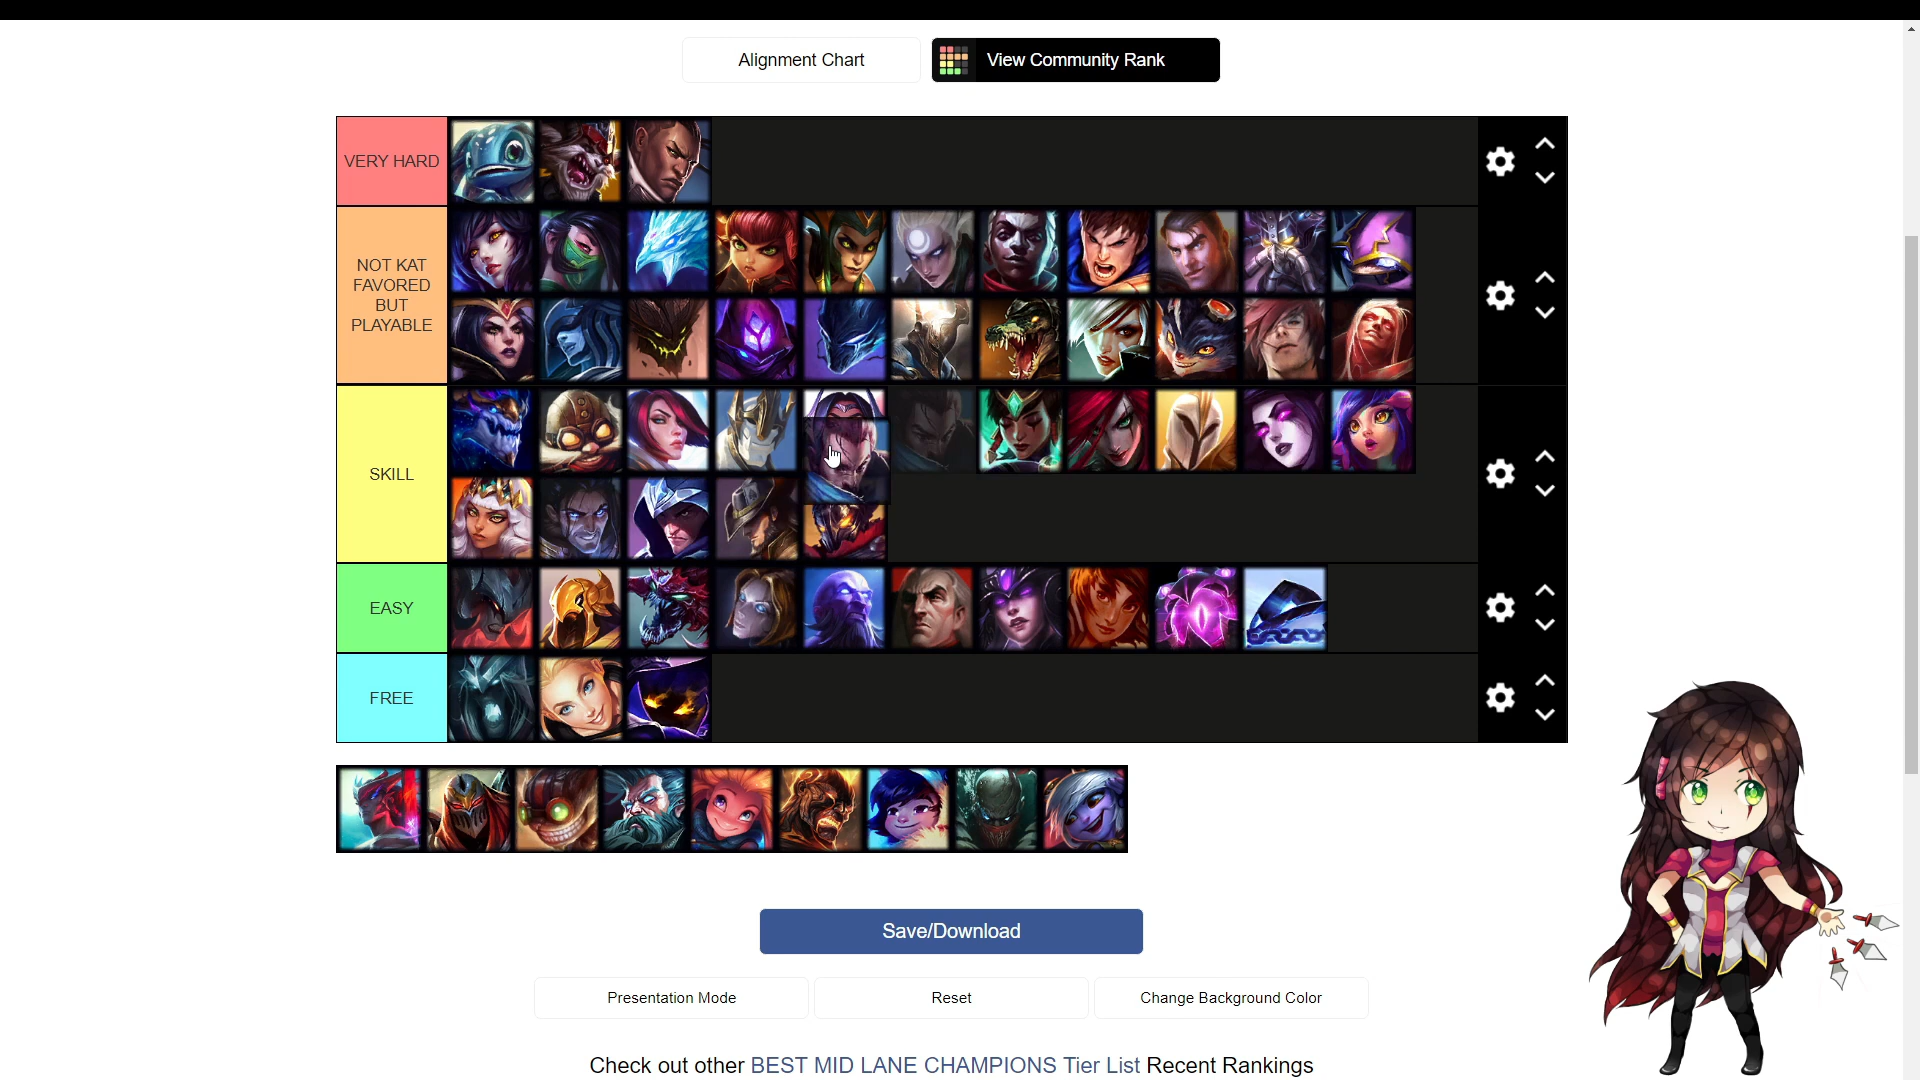 Alignment Chart
View Community Rank
VERY HARD
NOT KAT
FAVORED
BUT
PLAYABLE
SKILL
EASY
FREE
Save/Download
Presentation Mode
Reset
Change Background Color
Check out other BEST MID LANE CHAMPIONS Tier List Recent Rankings